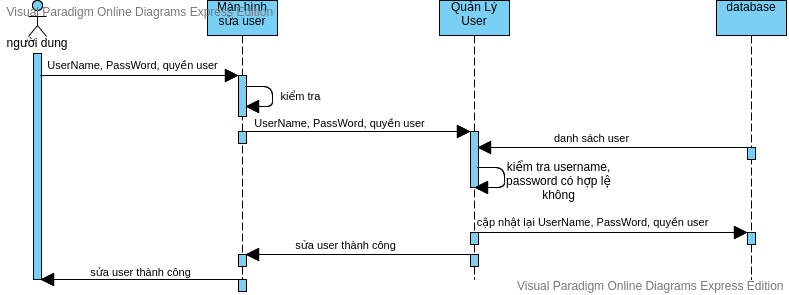 Visual Paradigm Online Diagrams Express Edition
người dung
Màn hình
sửa user
Quản Lý
User
database
UserName, PassWord, quyền user
kiểm tra
UserName, PassWord, quyền user
danh sách user
kiểm tra username,
password có hợp lệ
không
cập nhật lại UserName, PassWord, quyền user
sửa user thành công
sửa user thành công
Visual Paradigm Online Diagrams Express Edition